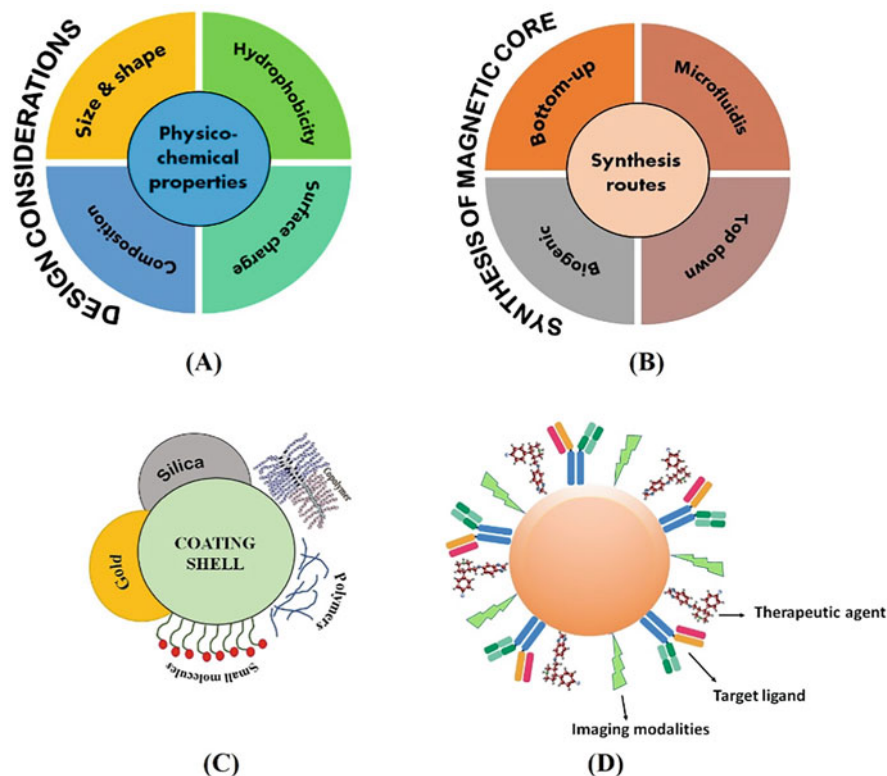 DESIGN CONSIDERATIONS
Size & shape
Hydrophobicity
Physico-
chemical
properties
Composition
Surface charge
(A)
SYNTHESIS OF MAGNETIC CORE
Bottom-up
Microfluidis
Synthesis
routes
Biogenic
Top down
(B)
Silica
Copolymer
Gold
COATING
SHELL
Polymers
Small molecules
(C)
Therapeutic agent
Target ligand
Imaging modalities
(D)